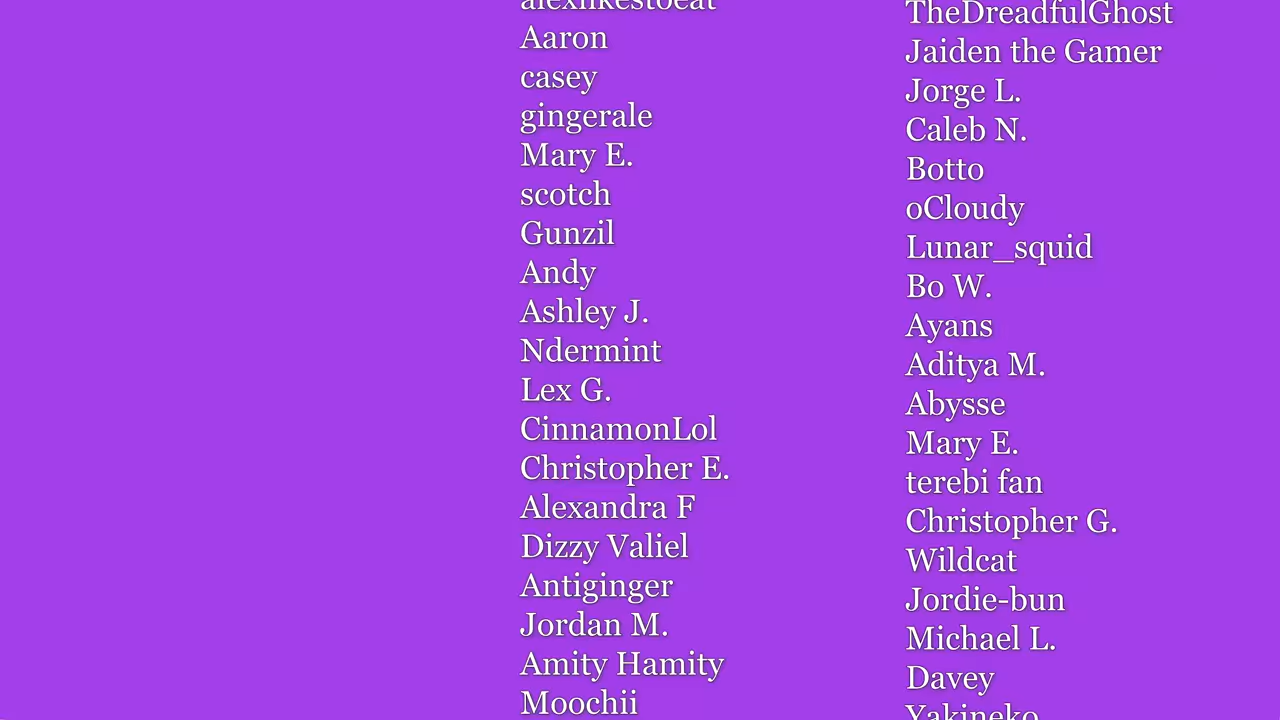 alexlikestoeat
Aaron
casey
gingerale
Mary E.
scotch
Gunzil
Andy
Ashley J.
Ndermint
Lex G.
CinnamonLol
Christopher E.
Alexandra F
Dizzy Valiel
Antiginger
Jordan M.
Amity Hamity
Moochii
TheDreadfulGhost
Jaiden the Gamer
Jorge L.
Caleb N.
Botto
oCloudy
Lunar_squid
Bo W.
Ayans
Aditya M.
Abysse
Mary E.
terebi fan
Christopher G.
Wildcat
Jordie-bun
Michael L.
Davey
Yakineko